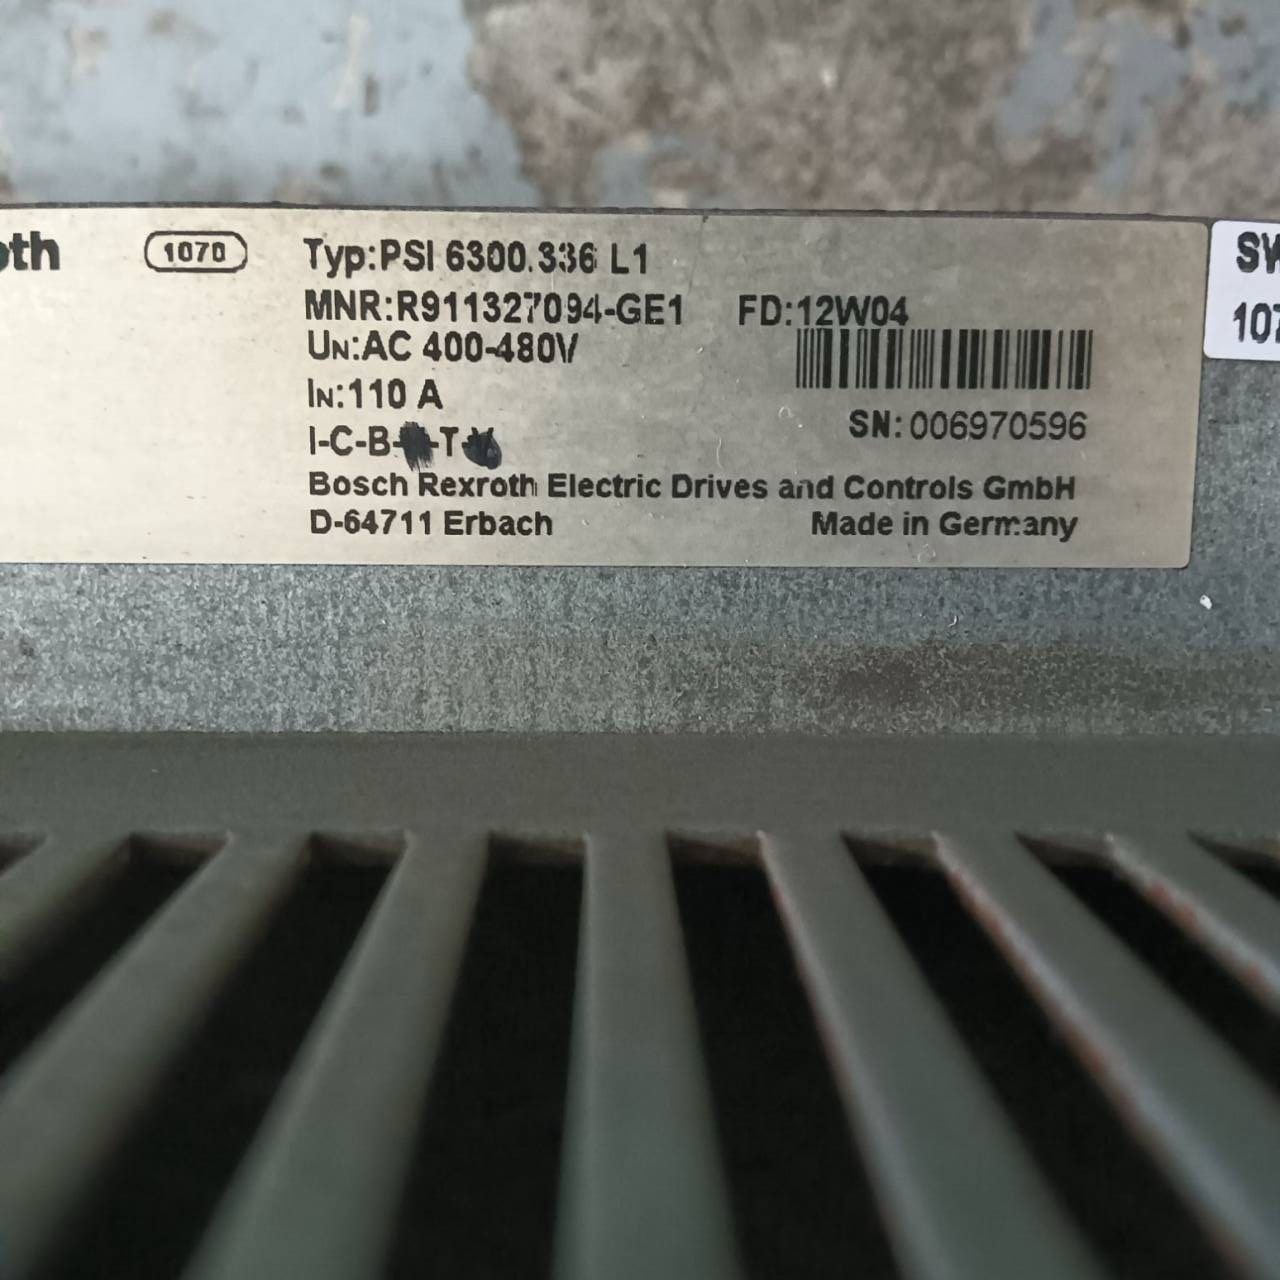 oth
1070
Typ:PSI 6300.336 L1
MNR:R911327094-GE1 FD:12W04
UN:AC 400-480V
IN:110 A
I-C-B- -T-
SN:006970596
Bosch Rexroth Electric Drives and Controls GmbH
D-64711 Erbach Made in Germany
SW
107